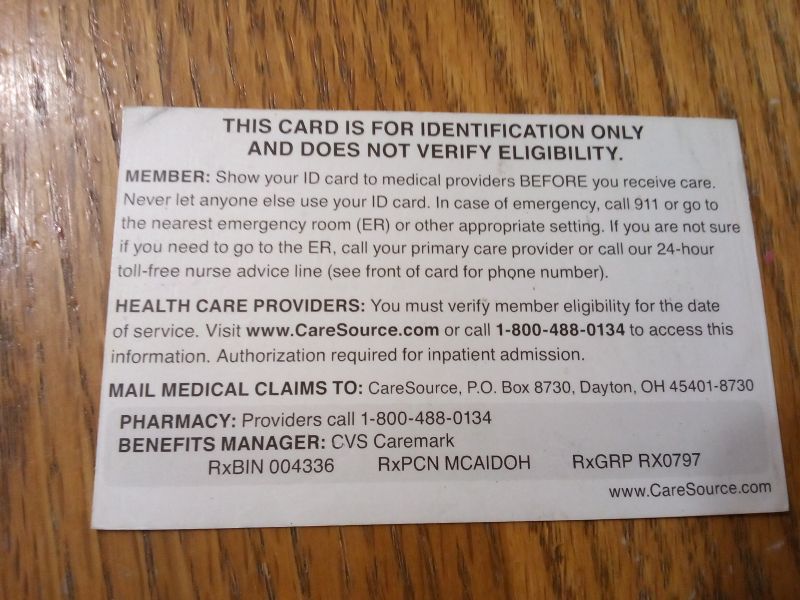 THIS CARD IS FOR IDENTIFICATION ONLY
AND DOES NOT VERIFY ELIGIBILITY.
MEMBER: Show your ID card to medical providers BEFORE you receive care.
Never let anyone else use your ID card. In case of emergency, call 911 or go to
the nearest emergency room (ER) or other appropriate setting. If you are not sure
if you need to go to the ER, call your primary care provider or call our 24-hour
toll-free nurse advice line (see front of card for phone number).
HEALTH CARE PROVIDERS: You must verify member eligibility for the date
of service. Visit www.CareSource.com or call 1-800-488-0134 to access this
information. Authorization required for inpatient admission.
MAIL MEDICAL CLAIMS TO: CareSource, P.O. Box 8730, Dayton, OH 45401-8730
PHARMACY: Providers call 1-800-488-0134
BENEFITS MANAGER: CVS Caremark
RxBIN 004336 RxPCN MCAIDOH RxGRP RX0797
www.CareSource.com